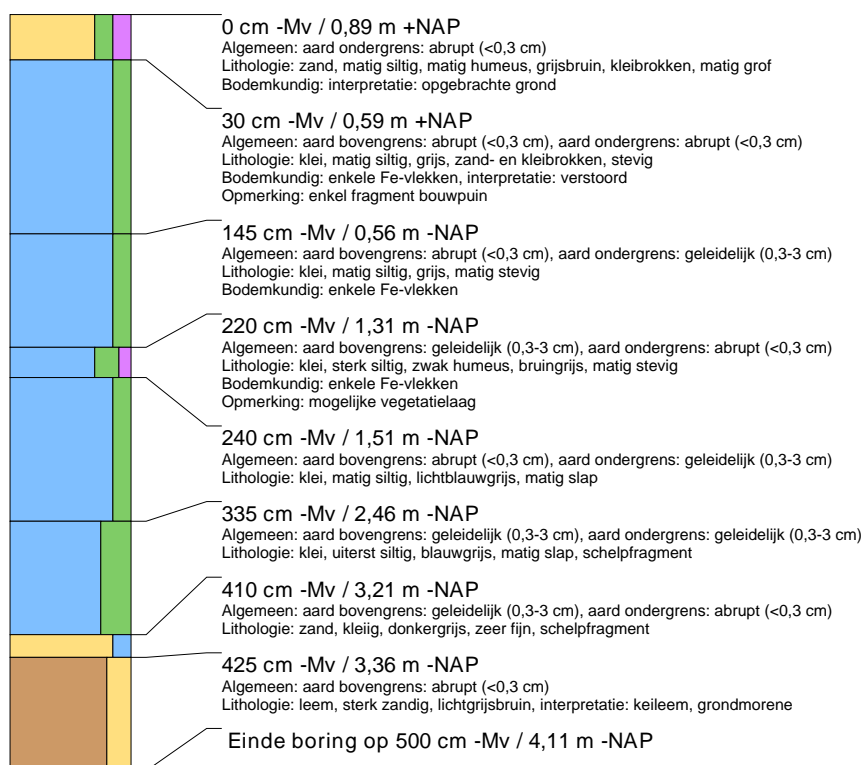 0 cm -Mv / 0,89 m +NAP
Algemeen: aard ondergrens: abrupt (<0,3 cm)
Lithologie: zand, matig siltig, matig humeus, grijsbruin, kleibrokken, matig grof
Bodemkundig: interpretatie: opgebrachte grond
30 cm -Mv / 0,59 m +NAP
Algemeen: aard bovengrens: abrupt (<0,3 cm), aard ondergrens: abrupt (<0,3 cm)
Lithologie: klei, matig siltig, grijs, zand- en kleibrokken, stevig
Bodemkundig: enkele Fe-vlekken, interpretatie: verstoord
Opmerking: enkel fragment bouwpuin
145 cm -Mv / 0,56 m -NAP
Algemeen: aard bovengrens: abrupt (<0,3 cm), aard ondergrens: geleidelijk (0,3-3 cm)
Lithologie: klei, matig siltig, grijs, matig stevig
Bodemkundig: enkele Fe-vlekken
220 cm -Mv / 1,31 m -NAP
Algemeen: aard bovengrens: geleidelijk (0,3-3 cm), aard ondergrens: abrupt (<0,3 cm)
Lithologie: klei, sterk siltig, zwak humeus, bruingrijs, matig stevig
Bodemkundig: enkele Fe-vlekken
Opmerking: mogelijke vegetatielaag
240 cm -Mv / 1,51 m -NAP
Algemeen: aard bovengrens: abrupt (<0,3 cm), aard ondergrens: geleidelijk (0,3-3 cm)
Lithologie: klei, matig siltig, lichtblauwgrijs, matig slap
335 cm -Mv / 2,46 m -NAP
Algemeen: aard bovengrens: geleidelijk (0,3-3 cm), aard ondergrens: geleidelijk (0,3-3 cm)
Lithologie: klei, uiterst siltig, blauwgrijs, matig slap, schelpfragment
410 cm -Mv / 3,21 m -NAP
Algemeen: aard bovengrens: geleidelijk (0,3-3 cm), aard ondergrens: abrupt (<0,3 cm)
Lithologie: zand, kleiig, donkergrijs, zeer fijn, schelpfragment
425 cm -Mv / 3,36 m -NAP
Algemeen: aard bovengrens: abrupt (<0,3 cm)
Lithologie: leem, sterk zandig, lichtgrijsbruin, interpretatie: keileem, grondmorene
Einde boring op 500 cm -Mv / 4,11 m -NAP